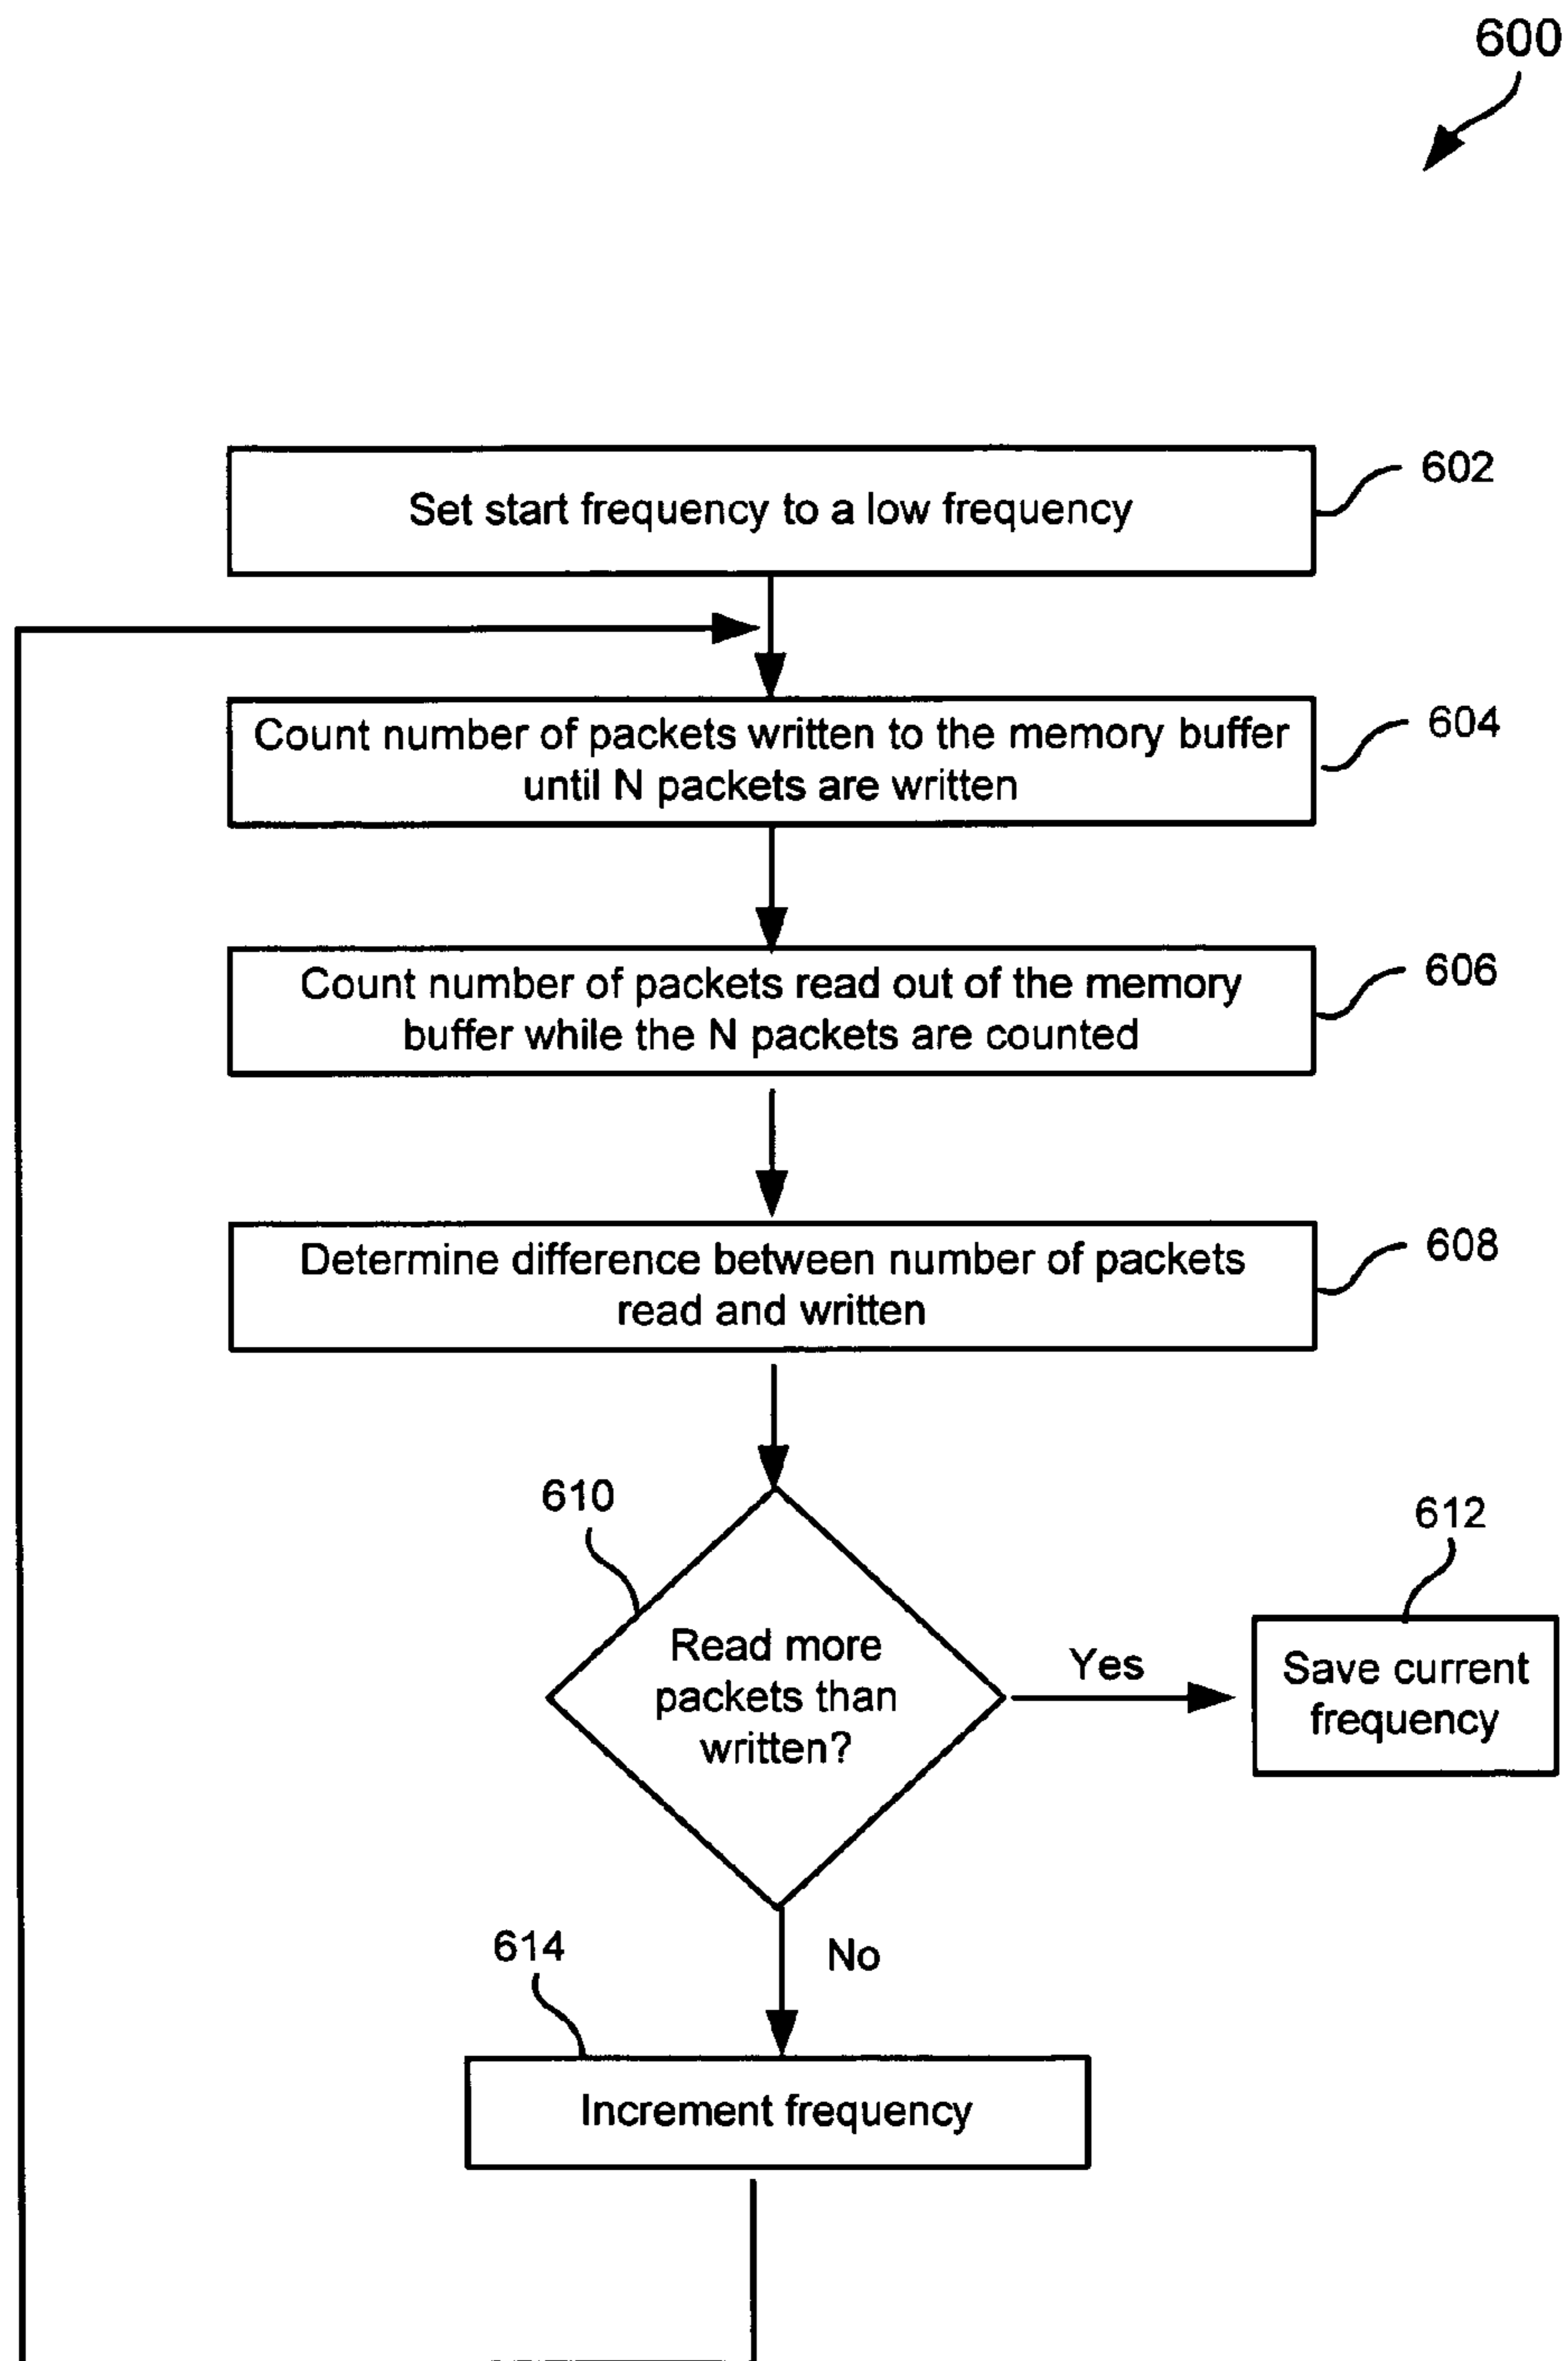 600
Set start frequency to a low frequency
602
Count number of packets written to the memory buffer
until N packets are written
604
Count number of packets read out of the memory
buffer while the N packets are counted
606
Determine difference between number of packets
read and written
608
610
Read more
packets than
written?
Yes
612
Save current
frequency
No
614
Increment frequency